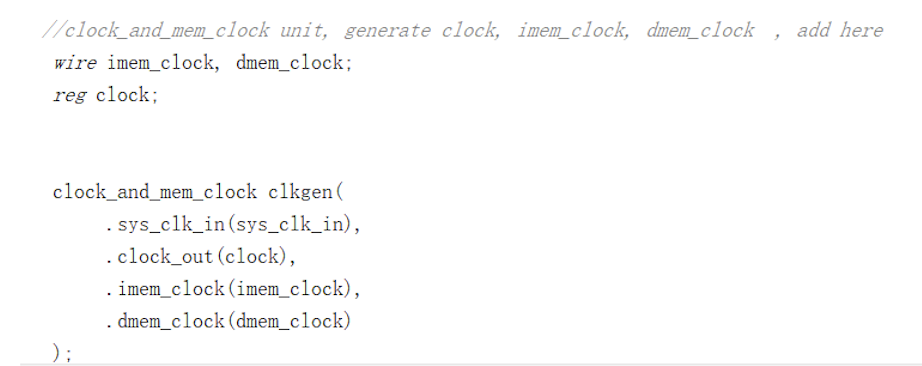 //clock_and_mem_clock unit, generate clock, imem_clock, dmem_clock , add here
wire imem_clock, dmem_clock;
reg clock;
clock_and_mem_clock clkgen(
.sys_clk_in(sys_clk_in),
.clock_out(clock),
.imem_clock(imem_clock),
.dmem_clock(dmem_clock)
);